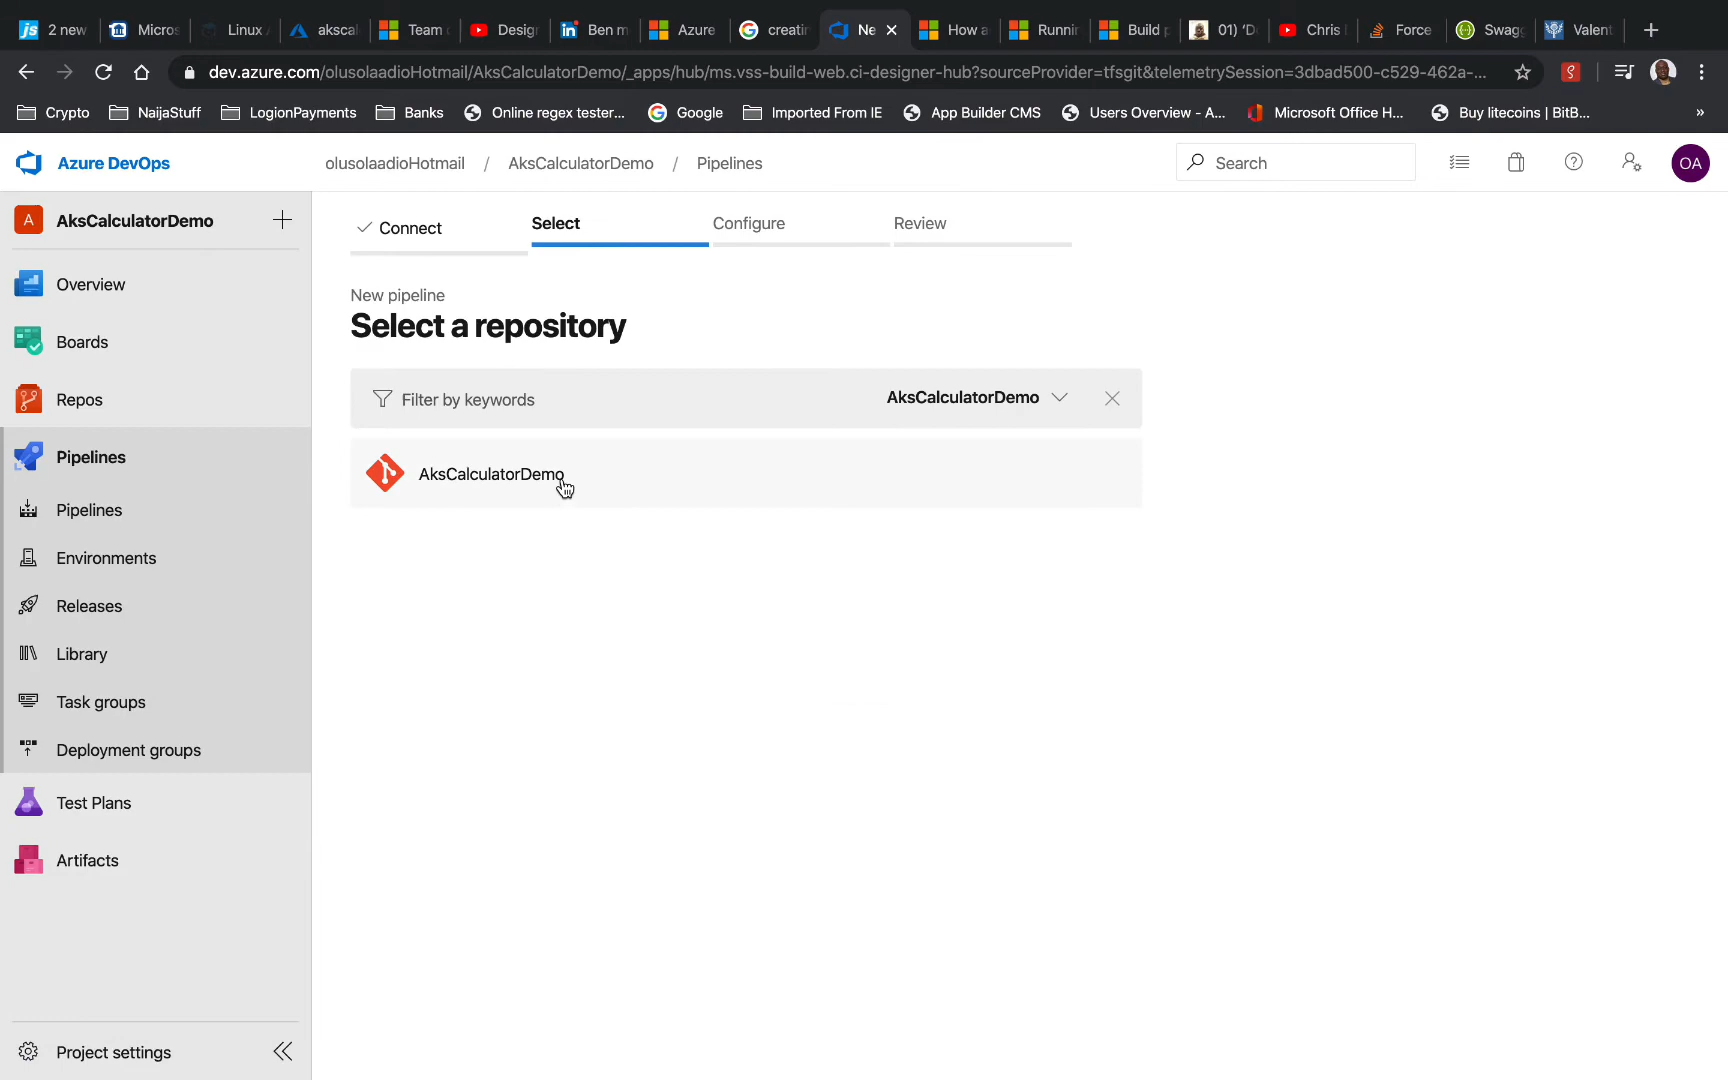 2 new
Micros
Linux
akscal
Team
Desig
Ben m
Azure
creatin
Ne
How a
Runnin
Build p
01) 'D
Chris
Force
Swagg
Valent
dev.azure.com/olusolaadioHotmail/AksCalculatorDemo/_apps/hub/ms.vss-build-web.ci-designer-hub?sourceProvider=tfsgit&telemetrySession=3dbad500-c529-462a-...
Crypto
NaijaStuff
LogionPayments
Banks
Online regex tester...
Google
Imported From IE
App Builder CMS
Users Overview - A...
Microsoft Office H...
Buy litecoins | BitB...
»
Azure DevOps
olusolaadioHotmail / AksCalculatorDemo / Pipelines
Search
OA
A AksCalculatorDemo
Overview
Boards
Repos
Pipelines
Pipelines
Environments
Releases
Library
Task groups
Deployment groups
Test Plans
Artifacts
Project settings
Connect
Select
Configure
Review
New pipeline
Select a repository
Filter by keywords
AksCalculatorDemo
AksCalculatorDemo